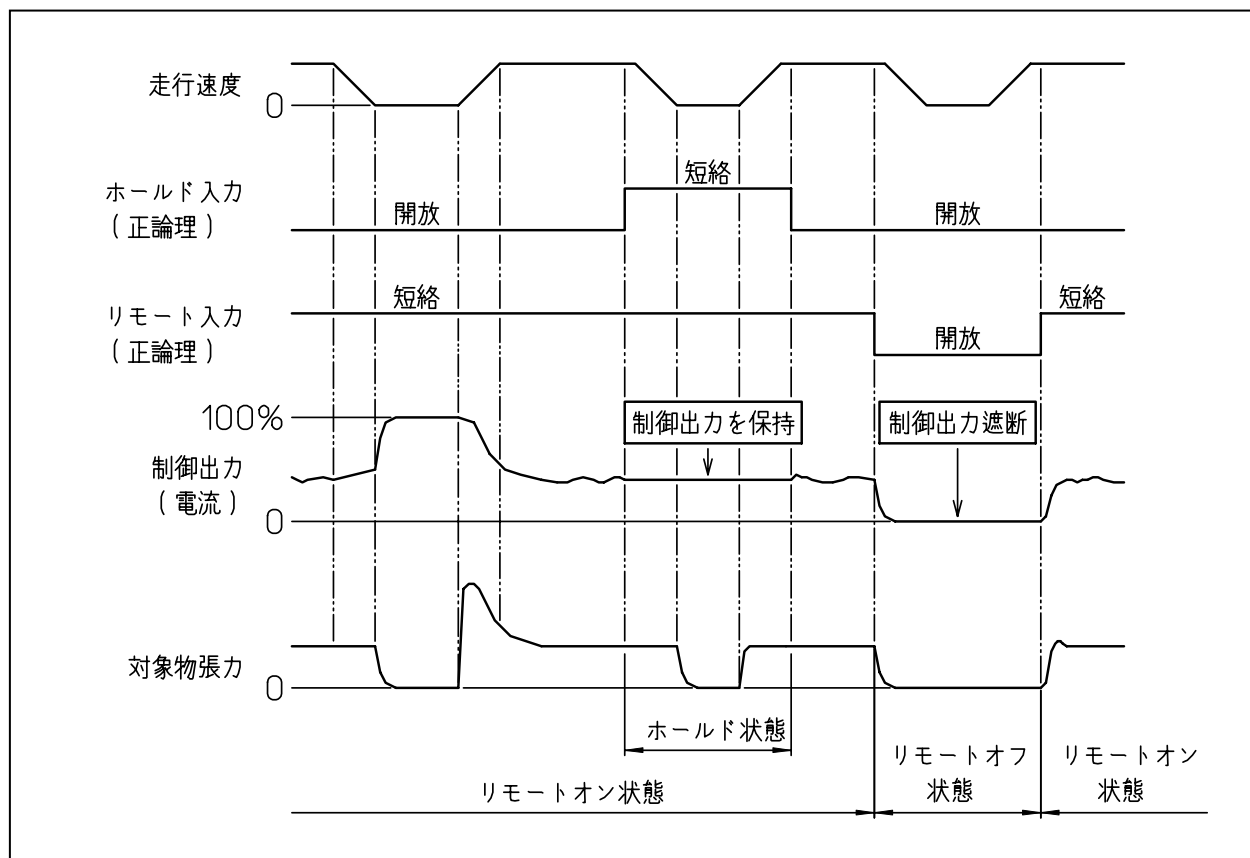 走行速度
0
短絡
ホールド入力
(正論理)
開放
開放
短絡
短絡
リモート入力
(正論理)
開放
100%
制御出力を保持
制御出力遮断
制御出力
(電流)
0
対象物張力
0
ホールド状態
リモートオン状態
リモートオフ
状態
リモートオン
状態